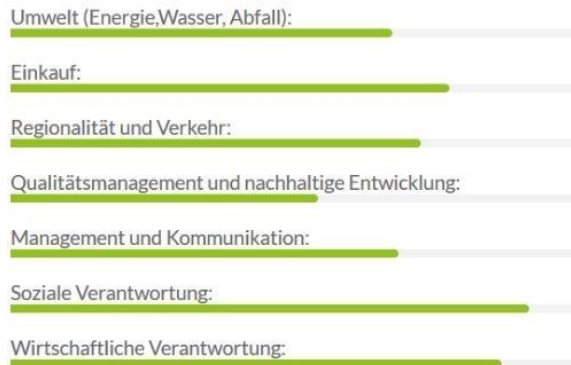 Umwelt (Energie,Wasser, Abfall):
Einkauf:
Regionalität und Verkehr:
Qualitätsmanagement und nachhaltige Entwicklung:
Management und Kommunikation:
Soziale Verantwortung:
Wirtschaftliche Verantwortung: